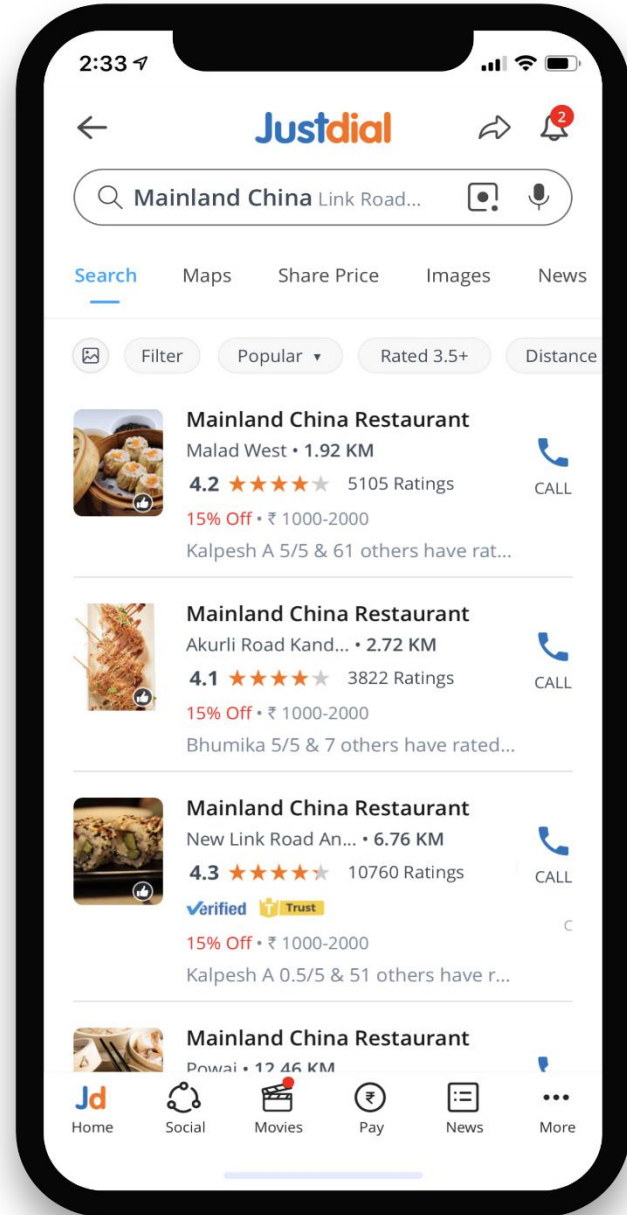 2:33
Justdial
2
Mainland China Link Road...
Search Maps Share Price Images News
Filter Popular ▾ Rated 3.5+ Distance
Mainland China Restaurant
Malad West • 1.92 KM
4.2 ★★★★★ 5105 Ratings
CALL
15% Off • ₹ 1000-2000
Kalpesh A 5/5 & 61 others have rat...
Mainland China Restaurant
Akurli Road Kand... • 2.72 KM
4.1 ★★★★★ 3822 Ratings
CALL
15% Off • ₹ 1000-2000
Bhumika 5/5 & 7 others have rated...
Mainland China Restaurant
New Link Road An... • 6.76 KM
4.3 ★★★★★ 10760 Ratings
CALL
Verified T Trust
C
15% Off • ₹ 1000-2000
Kalpesh A 0.5/5 & 51 others have r...
Mainland China Restaurant
Powai • 12.46 KM
Jd
Home Social Movies Pay News More